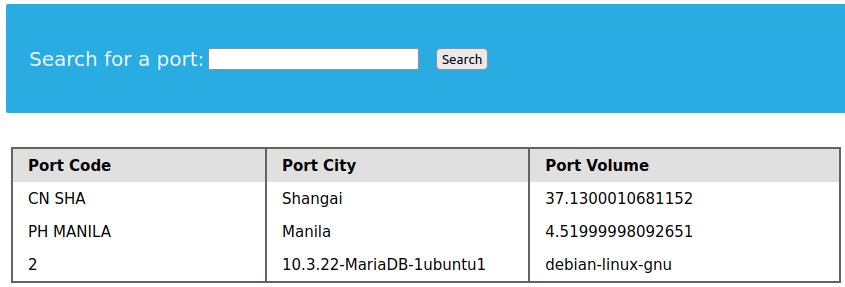 Search for a port: Search
Port Code Port City Port Volume
CN SHA Shangai 37.1300010681152
PH MANILA Manila 4.51999998092651
2 10.3.22-MariaDB-1ubuntu1 debian-linux-gnu